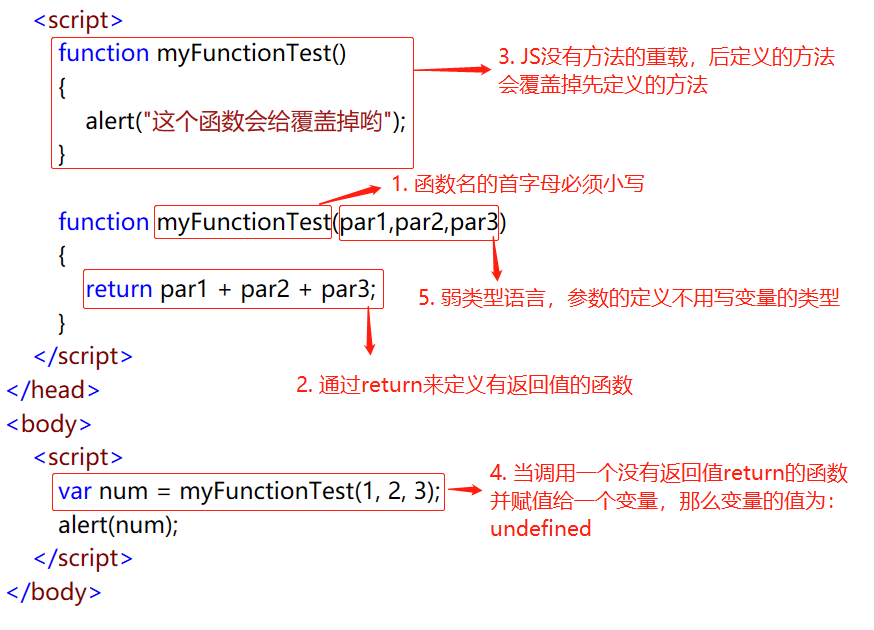 <script>
function myFunctionTest()
{
alert("这个函数会给覆盖掉哟");
}
3. JS没有方法的重载，后定义的方法
会覆盖掉先定义的方法
1. 函数名的首字母必须小写
function myFunctionTest(par1,par2,par3)
{
return par1 + par2 + par3;
}
5. 弱类型语言，参数的定义不用写变量的类型
</script>
2. 通过return来定义有返回值的函数
</head>
<body>
<script>
var num = myFunctionTest(1, 2, 3);
alert(num);
4. 当调用一个没有返回值return的函数
并赋值给一个变量，那么变量的值为：
undefined
</script>
</body>